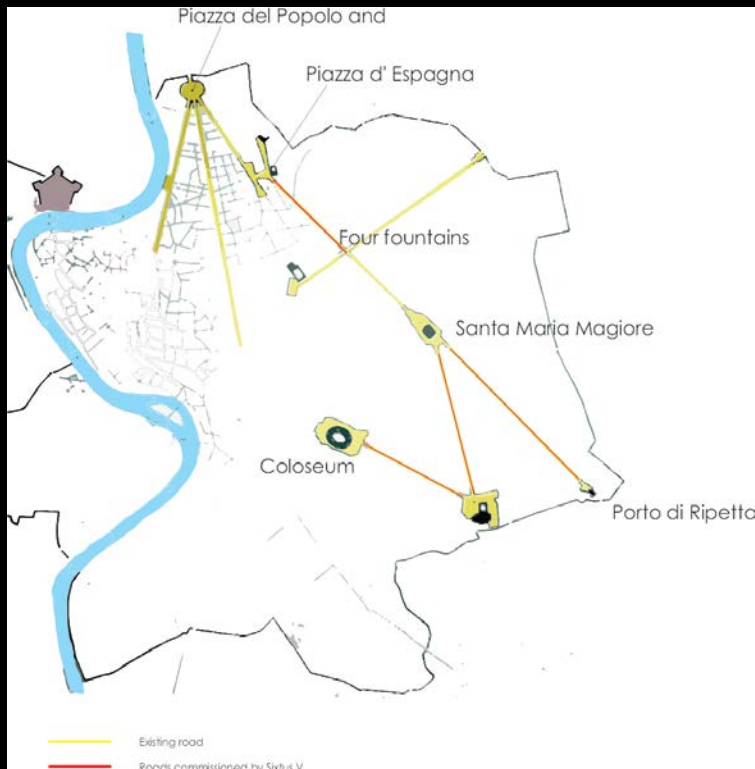 Piazza del Popolo and
Piazza d' Espagna
Four fountains
Santa Maria Magiore
Coloseum
Porto di Ripetta
Existing road
Roads commissioned by Sixtus V